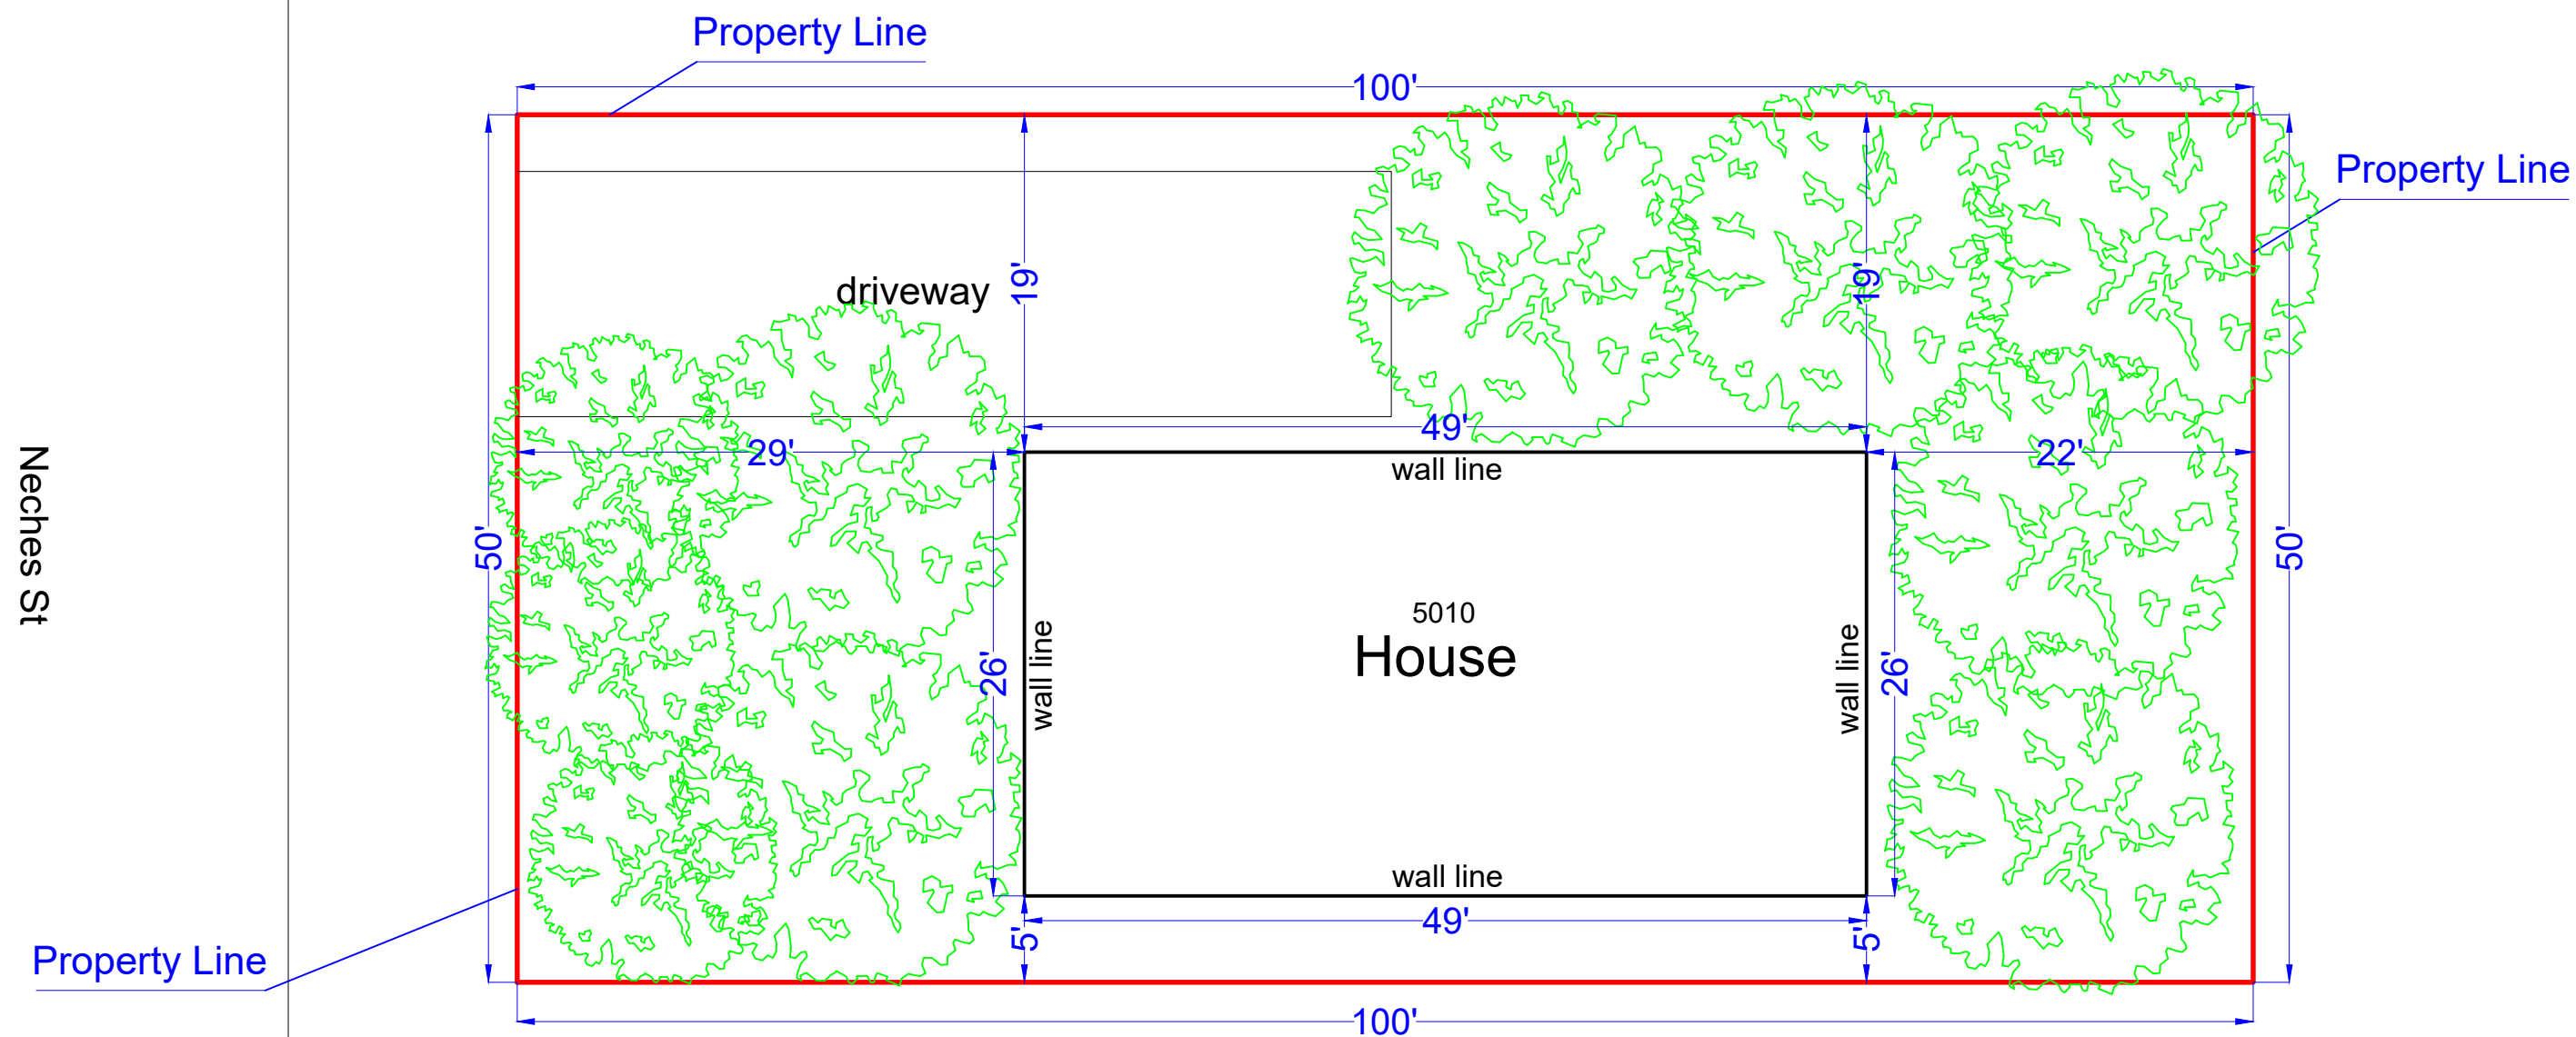 Property Line
100'
Property Line
driveway
19'
19'
49'
29'
22'
wall line
50'
50'
Neches St
5010
House
26'
wall line
wall line
26'
wall line
49'
5'
5'
Property Line
100'